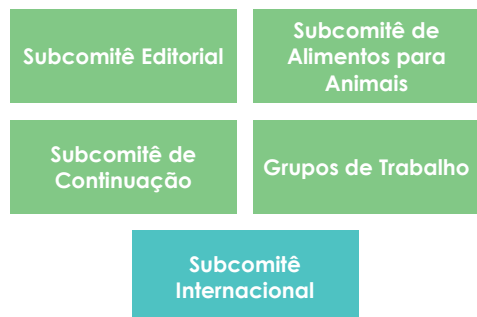 Subcomitê Editorial
Subcomitê de
Alimentos para
Animais
Subcomitê de
Continuação
Grupos de Trabalho
Subcomitê
Internacional